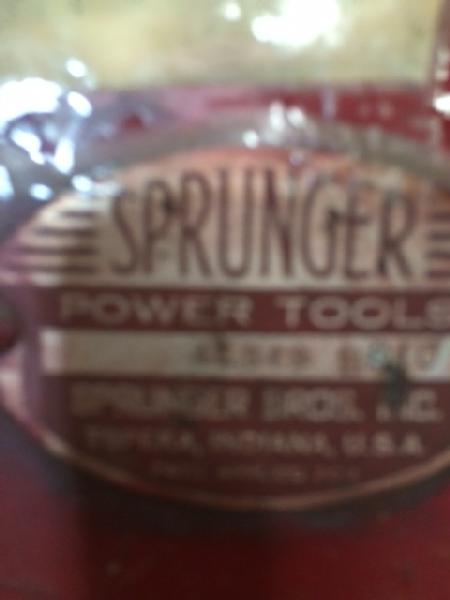 SPRUNGER
POWER TOOLS
SPRUNGER BROS. INC.
TOPEKA, INDIANA, U.S.A.